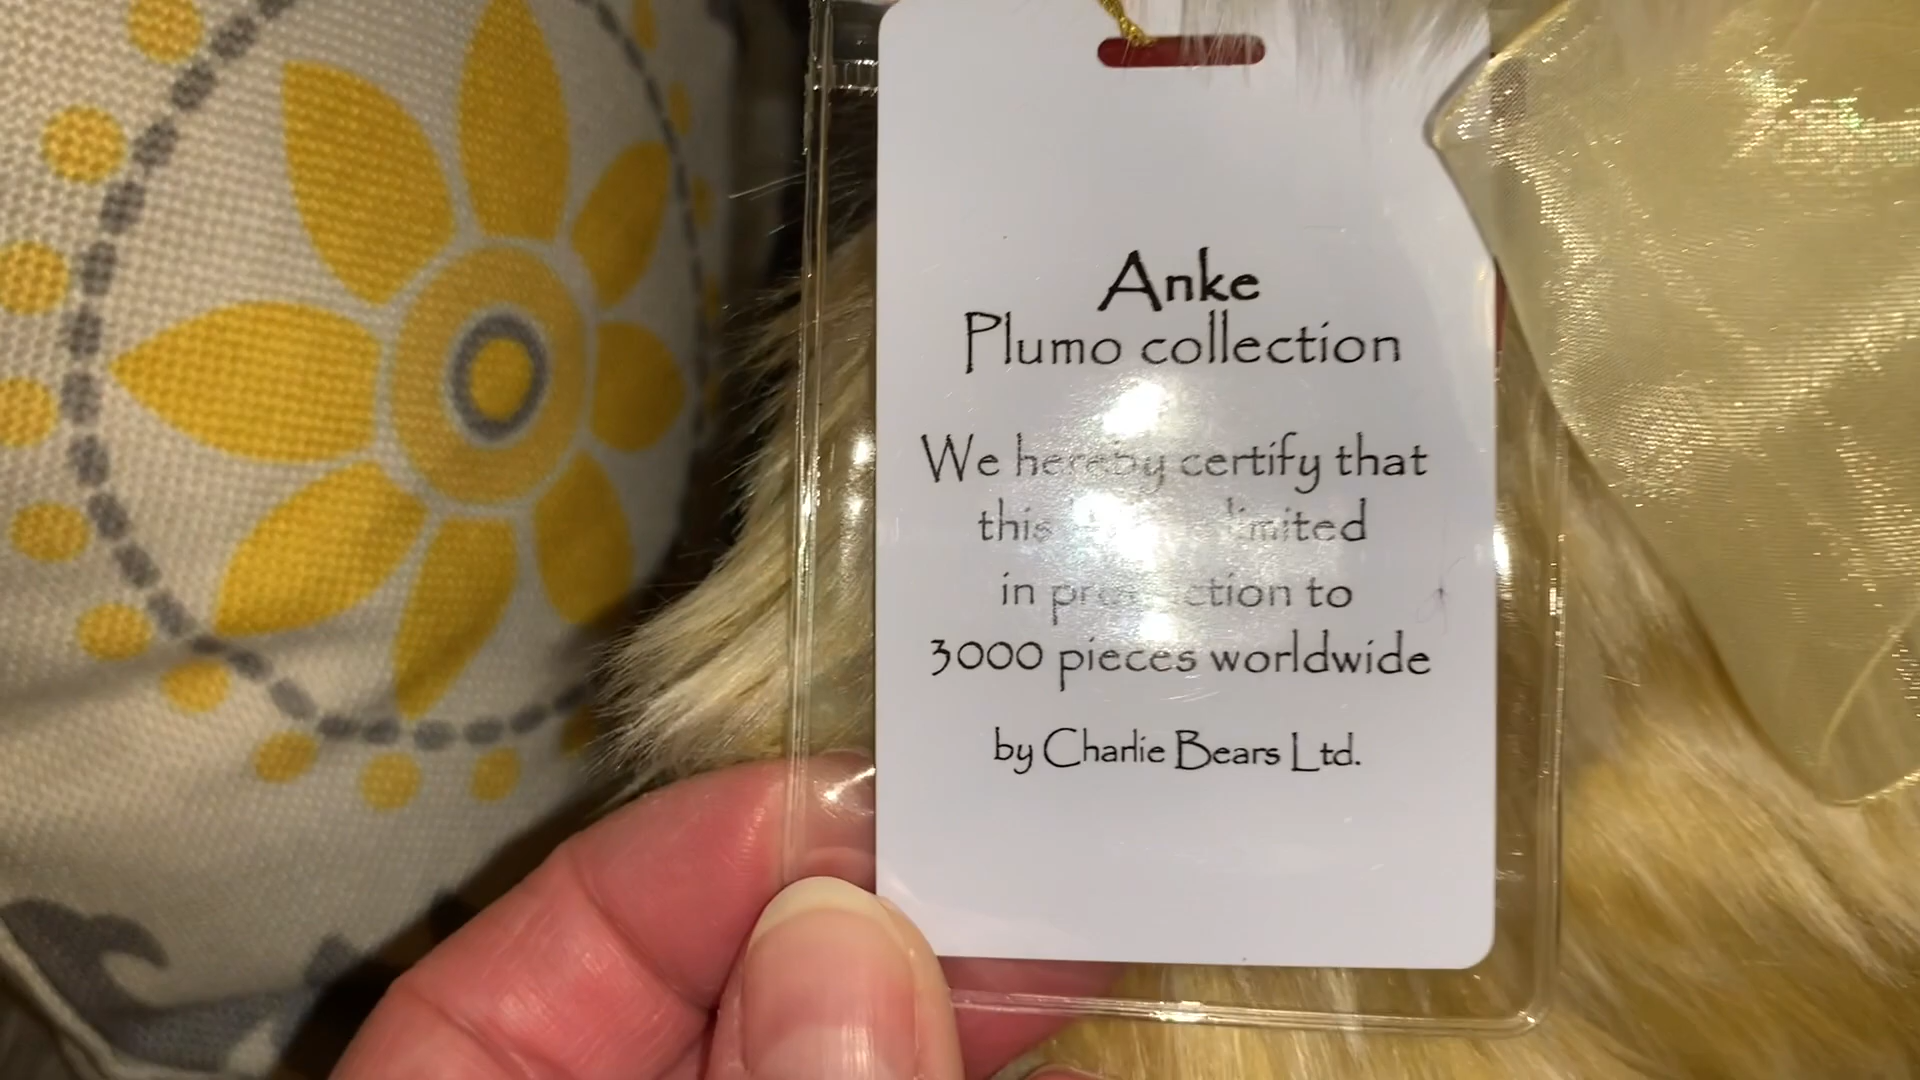 Anke
Plumo collection
We hereby certify that
this limited
in production to
3000 pieces worldwide
by Charlie Bears Ltd.